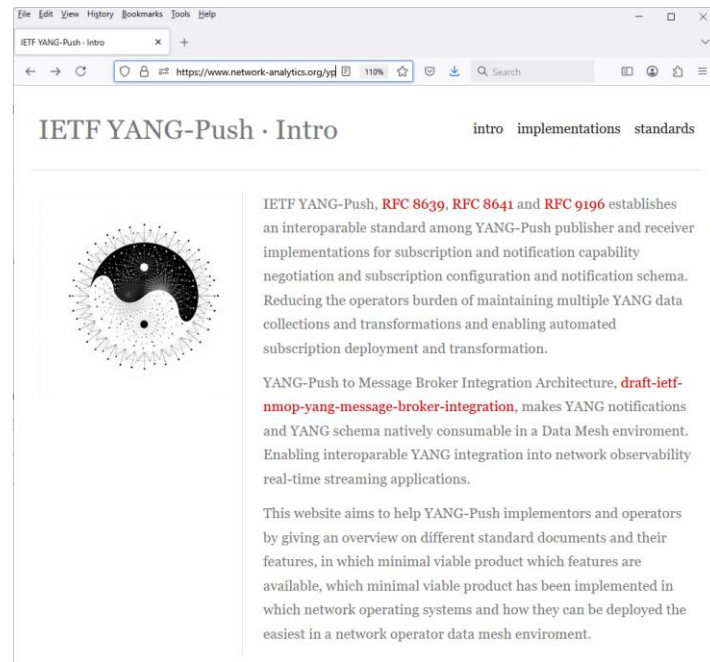 File Edit View History Bookmarks Tools Help
IETF YANG-Push · Intro
https://www.network-analytics.org/yp 110% Search
IETF YANG-Push · Intro
intro implementations standards
IETF YANG-Push, RFC 8639, RFC 8641 and RFC 9196 establishes
an interoparable standard among YANG-Push publisher and receiver
implementations for subscription and notification capability
negotiation and subscription configuration and notification schema.
Reducing the operators burden of maintaining multiple YANG data
collections and transformations and enabling automated
subscription deployment and transformation.
YANG-Push to Message Broker Integration Architecture, draft-ietf-
nmop-yang-message-broker-integration, makes YANG notifications
and YANG schema natively consumable in a Data Mesh enviroment.
Enabling interoparable YANG integration into network observability
real-time streaming applications.
This website aims to help YANG-Push implementors and operators
by giving an overview on different standard documents and their
features, in which minimal viable product which features are
available, which minimal viable product has been implemented in
which network operating systems and how they can be deployed the
easiest in a network operator data mesh enviroment.